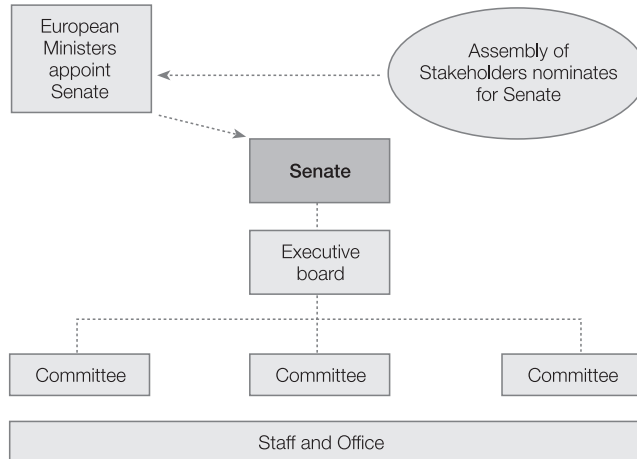 European
Ministers
appoint
Senate
Assembly of
Stakeholders nominates
for Senate
Senate
Executive
board
Committee
Committee
Committee
Staff and Office